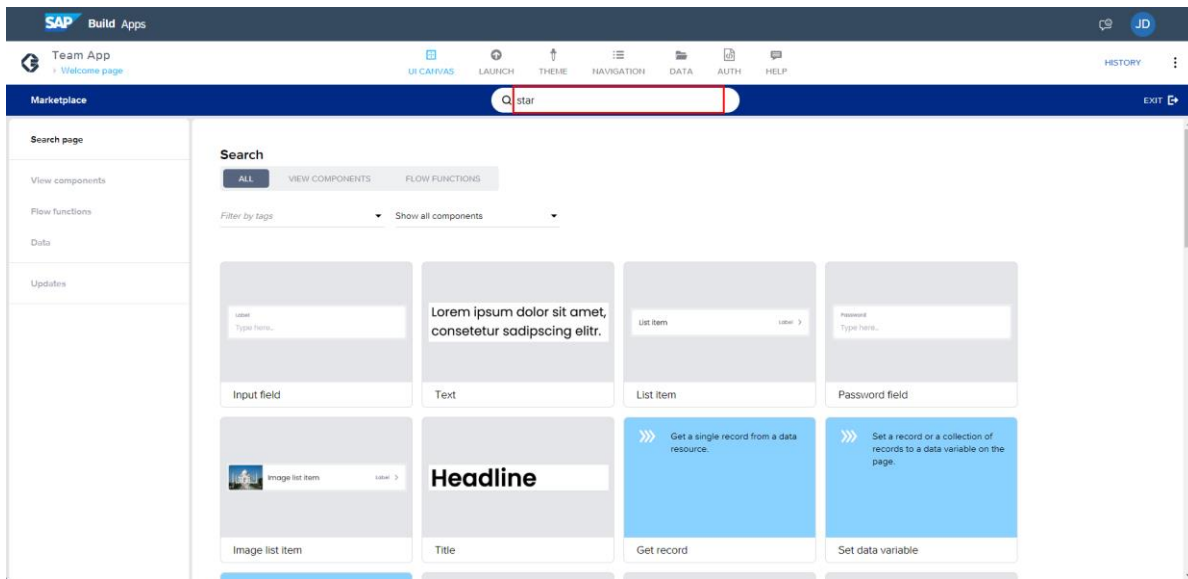 SAP Build Apps
JD
Team App
Welcome page
UI CANVAS
LAUNCH
THEME
NAVIGATION
DATA
AUTH
HELP
HISTORY
Marketplace
star
EXIT
Search page
View components
Flow functions
Data
Updates
Search
ALL
VIEW COMPONENTS
FLOW FUNCTIONS
Filter by tags
Show all components
Label
Type here...
Input field
Lorem ipsum dolor sit amet,
consetetur sadipscing elitr.
Text
List item
Label
List item
Password
Type here...
Password field
Image list item
Label
Image list item
Headline
Title
Get a single record from a data
resource.
Get record
Set a record or a collection of
records to a data variable on the
page.
Set data variable